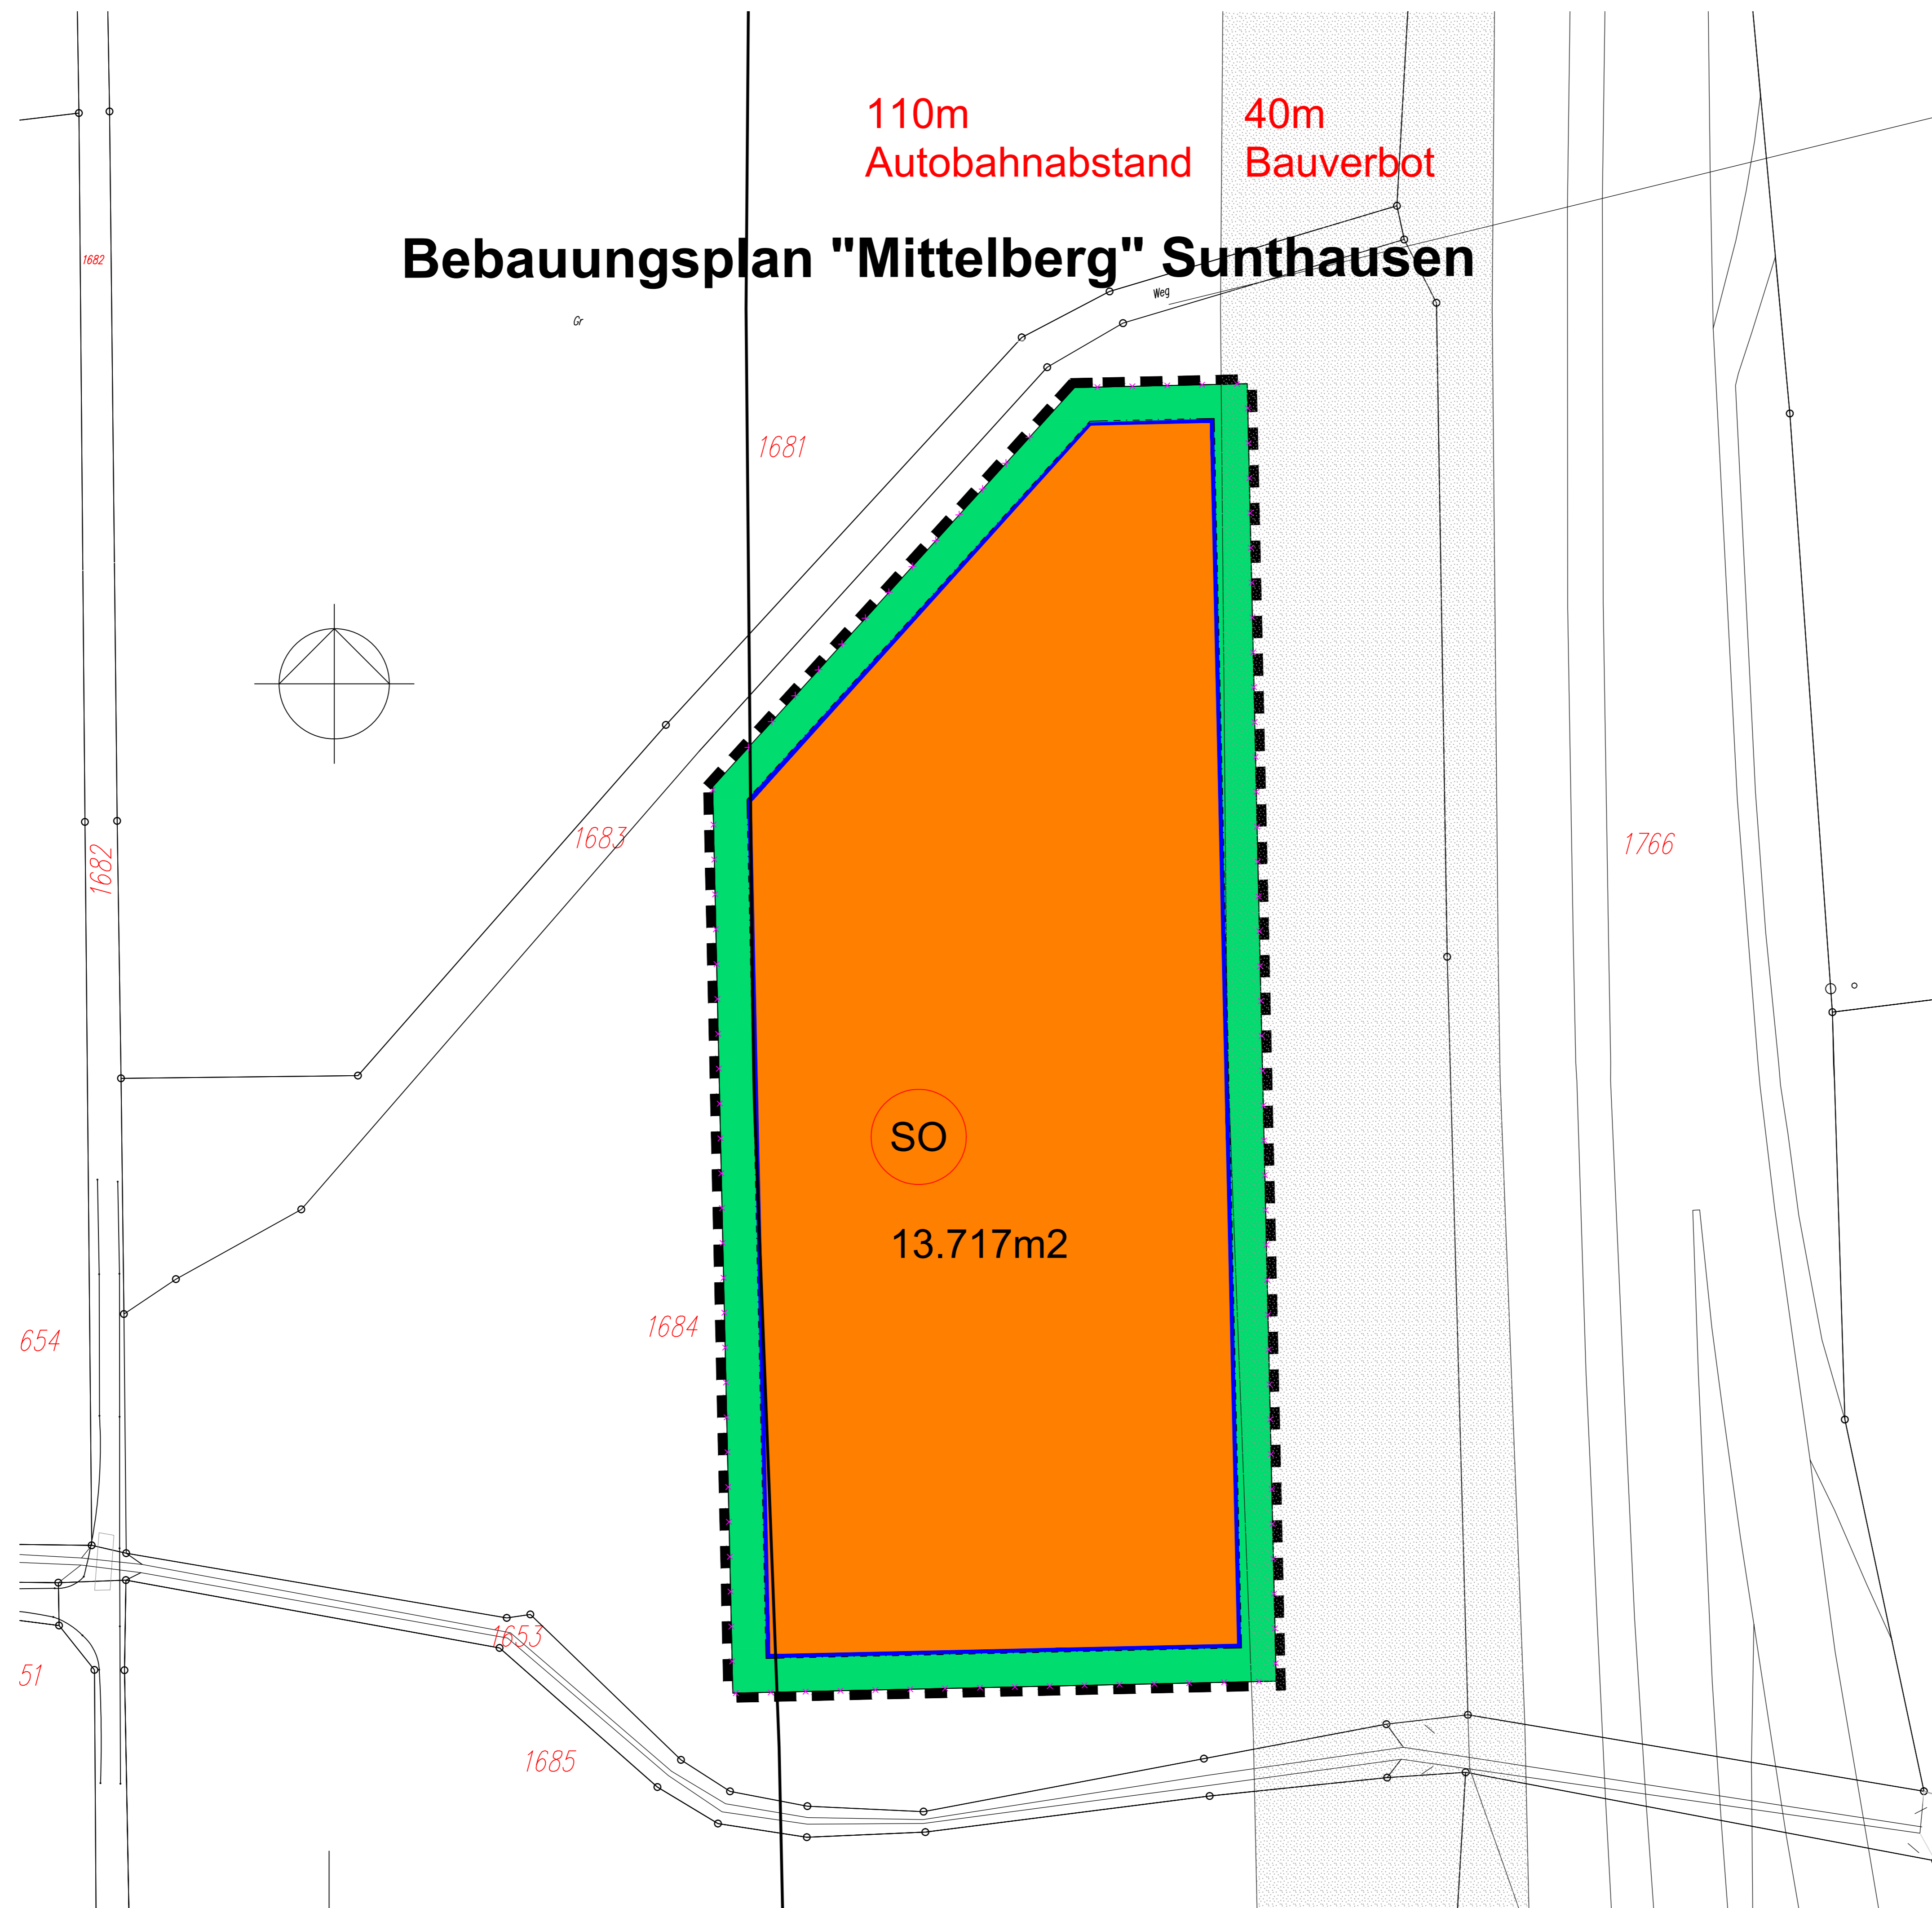 110m
Autobahnabstand
40m
Bauverbot
Bebauungsplan "Mittelberg" Sunthausen
1682
Weg
Gr
1681
1683
1766
1682
SO
13.717m2
1684
654
1653
51
1685